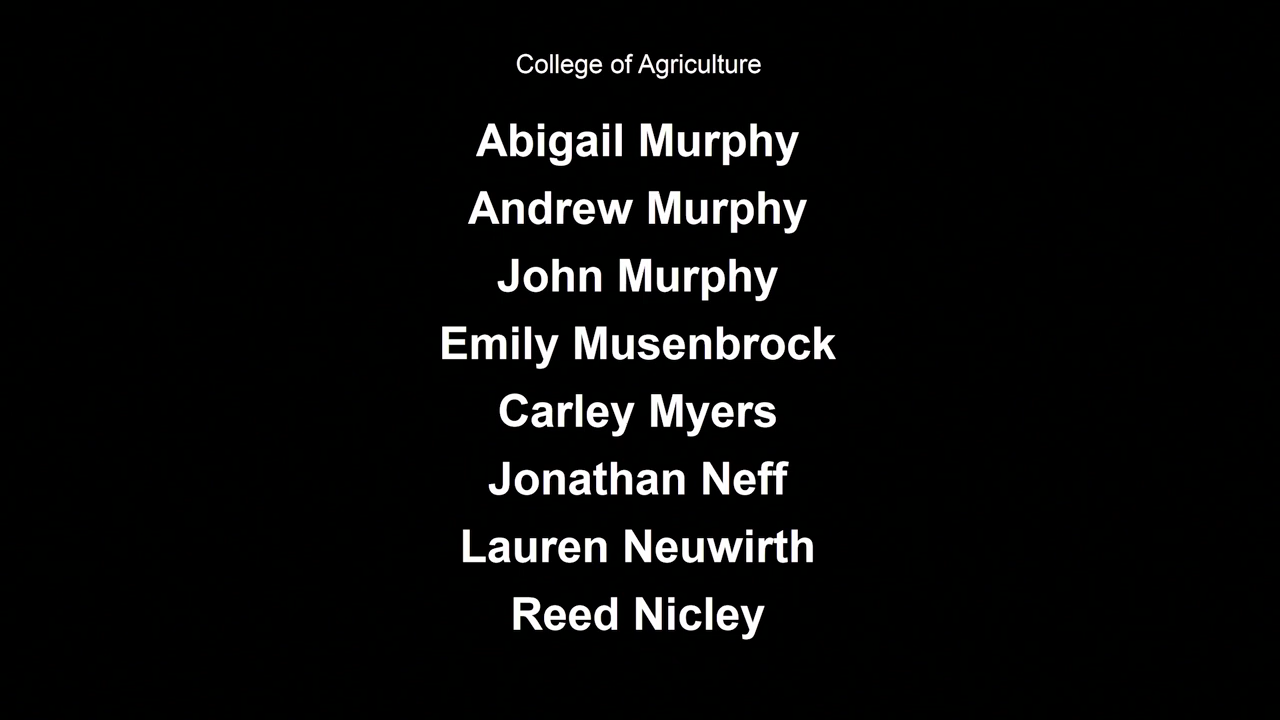 College of Agriculture
Abigail Murphy
Andrew Murphy
John Murphy
Emily Musenbrock
Carley Myers
Jonathan Neff
Lauren Neuwirth
Reed Nicley